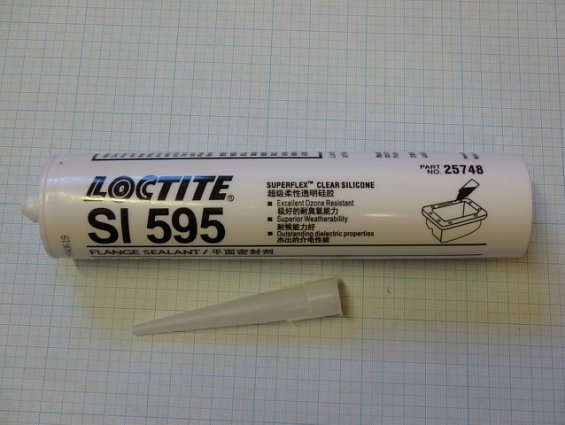 LOCTITE®
SI 595
FLANGE SEALANT / 平面密封剂
SUPERFLEX™ CLEAR SILICONE
超级柔性透明硅胶
■ Excellent Ozone Resistant
极好的耐臭氧能力
■ Superior Weatherability
耐候能力好
■ Outstanding dielectric properties
杰出的介电性能
PART NO. 25748